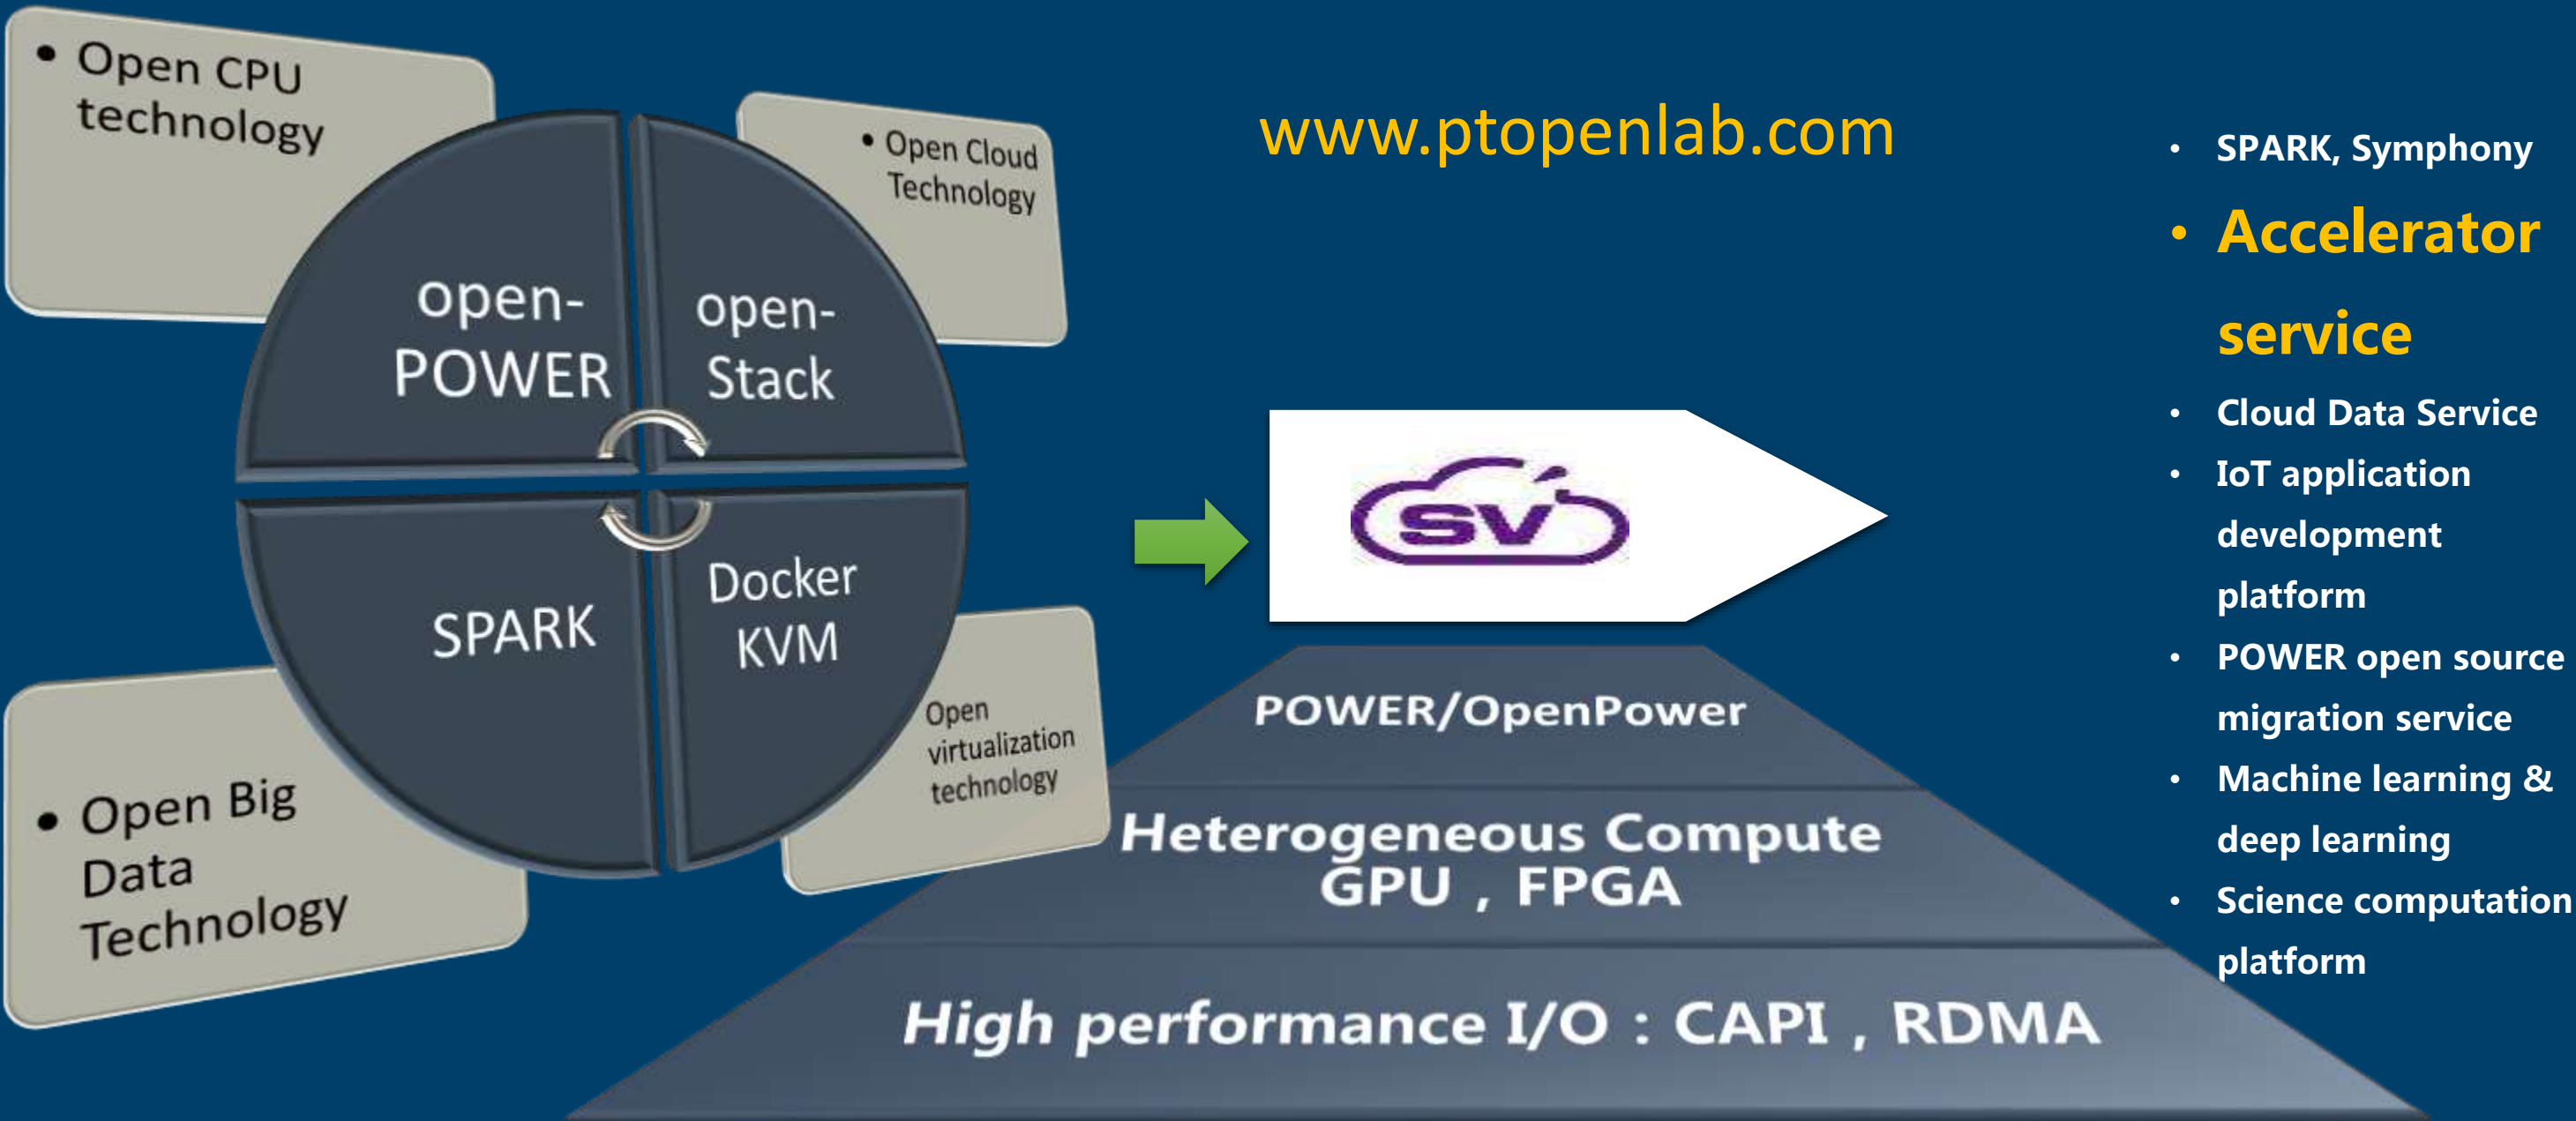 • Open CPU
technology
• Open Cloud
Technology
open-
POWER
open-
Stack
SPARK
Docker
KVM
• Open Big
Data
Technology
Open
virtualization
technology
www.ptopenlab.com
SV
POWER/OpenPower
Heterogeneous Compute
GPU , FPGA
High performance I/O : CAPI , RDMA
• SPARK, Symphony
• Accelerator
service
• Cloud Data Service
• IoT application
development
platform
• POWER open source
migration service
• Machine learning &
deep learning
• Science computation
platform